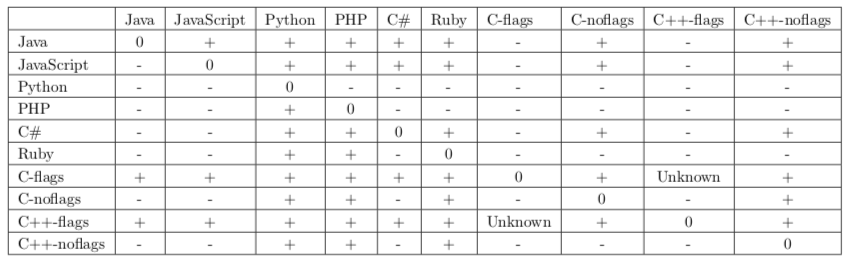 Java JavaScript Python PHP C# Ruby C-flags C-noflags C++-flags C++-noflags
Java 0 + + + + + - + - +
JavaScript - 0 + + + + - + - +
Python - - 0 - - - - - - -
PHP - - + 0 - - - - - -
C# - - + + 0 + - + - +
Ruby - - + + - 0 - - - -
C-flags + + + + + + 0 + Unknown +
C-noflags - - + + - + - 0 - +
C++-flags + + + + + + Unknown + 0 +
C++-noflags - - + + - + - - - 0